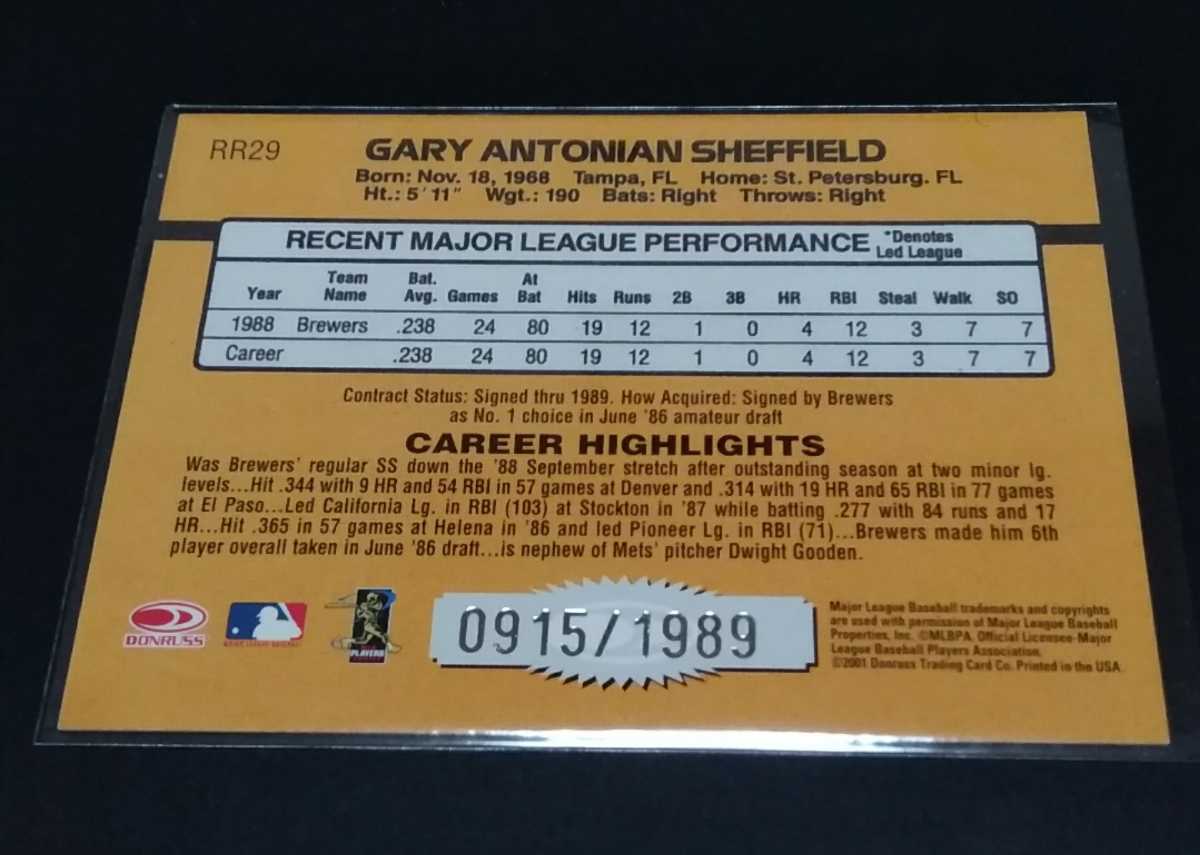 RR29
GARY ANTONIAN SHEFFIELD
Born: Nov. 18, 1968 Tampa, FL Home: St. Petersburg. FL
Ht.: 5' 11" Wgt.: 190 Bats: Right Throws: Right
RECENT MAJOR LEAGUE PERFORMANCE *Denotes Led League
Year Team Name Bat. Avg. Games At Bat Hits Runs 2B 3B HR RBI Steal Walk SO
1988 Brewers .238 24 80 19 12 1 0 4 12 3 7 7
Career .238 24 80 19 12 1 0 4 12 3 7 7
Contract Status: Signed thru 1989. How Acquired: Signed by Brewers
as No. 1 choice in June '86 amateur draft
CAREER HIGHLIGHTS
Was Brewers' regular SS down the '88 September stretch after outstanding season at two minor lg.
levels...Hit .344 with 9 HR and 54 RBI in 57 games at Denver and .314 with 19 HR and 65 RBI in 77 games
at El Paso...Led California Lg. in RBI (103) at Stockton in '87 while batting .277 with 84 runs and 17
HR...Hit .365 in 57 games at Helena in '86 and led Pioneer Lg. in RBI (71)...Brewers made him 6th
player overall taken in June '86 draft...is nephew of Mets' pitcher Dwight Gooden.
DONRUSS
PLAYERS
0915/1989
Major League Baseball trademarks and copyrights
are used with permission of Major League Baseball
Properties, Inc. ©MLBPA Official Licensee-Major
League Baseball Players Association.
©2001 Donruss Trading Card Co. Printed in the USA.